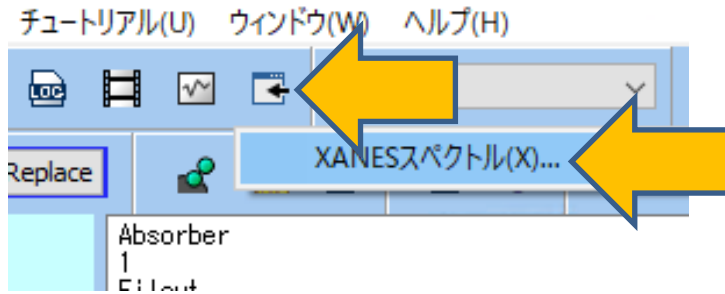 チュートリアル(U) ウィンドウ(W) ヘルプ(H)
LOG
XANESスペクトル(X)...
Replace
Absorber
1